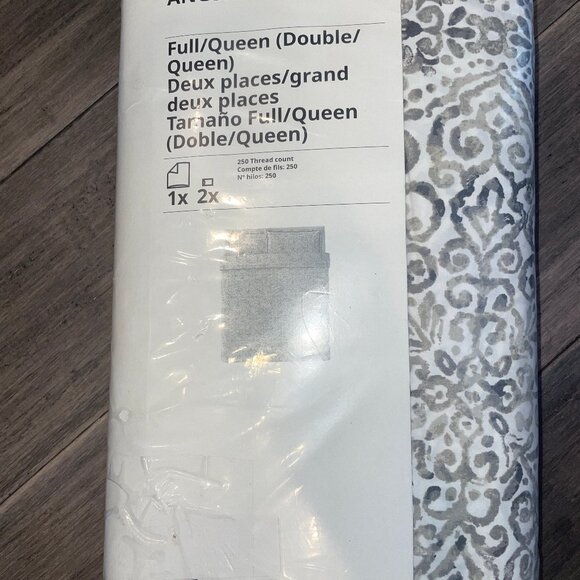 Full/Queen (Double/
Queen)
Deux places/grand
deux places
Tamaño Full/Queen
(Doble/Queen)
250 Thread count
Compte de fils: 250
N° hilos: 250
1x 2x